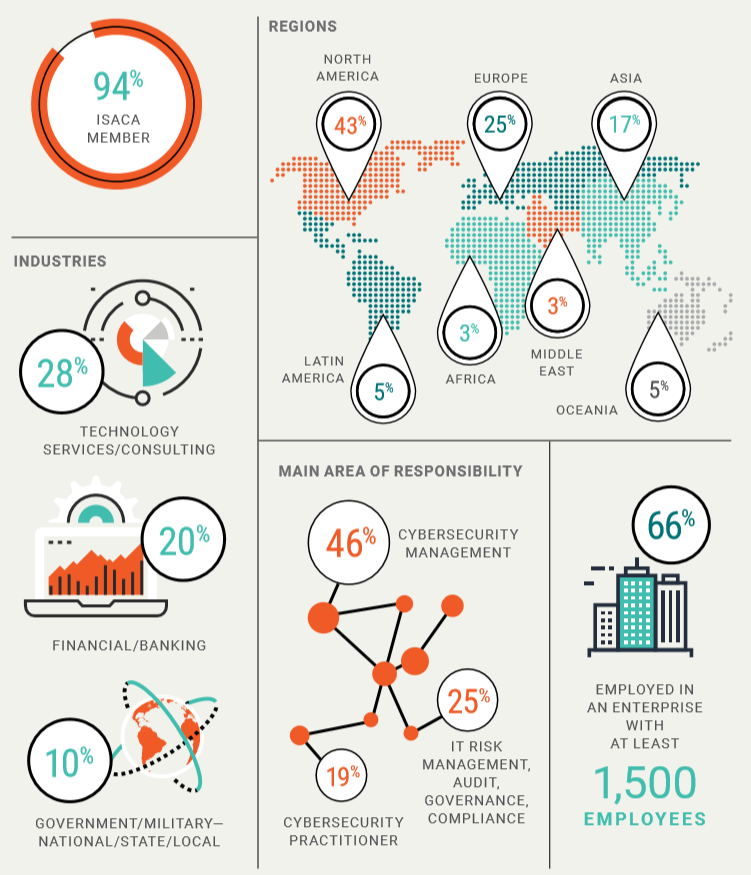 94%
ISACA
MEMBER
REGIONS
NORTH
AMERICA
43%
EUROPE
25%
ASIA
17%
LATIN
AMERICA
5%
3%
AFRICA
3%
MIDDLE
EAST
OCEANIA
5%
INDUSTRIES
28%
TECHNOLOGY
SERVICES/CONSULTING
20%
FINANCIAL/BANKING
10%
GOVERNMENT/MILITARY—
NATIONAL/STATE/LOCAL
MAIN AREA OF RESPONSIBILITY
46%
CYBERSECURITY
MANAGEMENT
25%
IT RISK
MANAGEMENT,
AUDIT,
GOVERNANCE,
COMPLIANCE
19%
CYBERSECURITY
PRACTITIONER
66%
EMPLOYED IN
AN ENTERPRISE
WITH
AT LEAST
1,500
EMPLOYEES